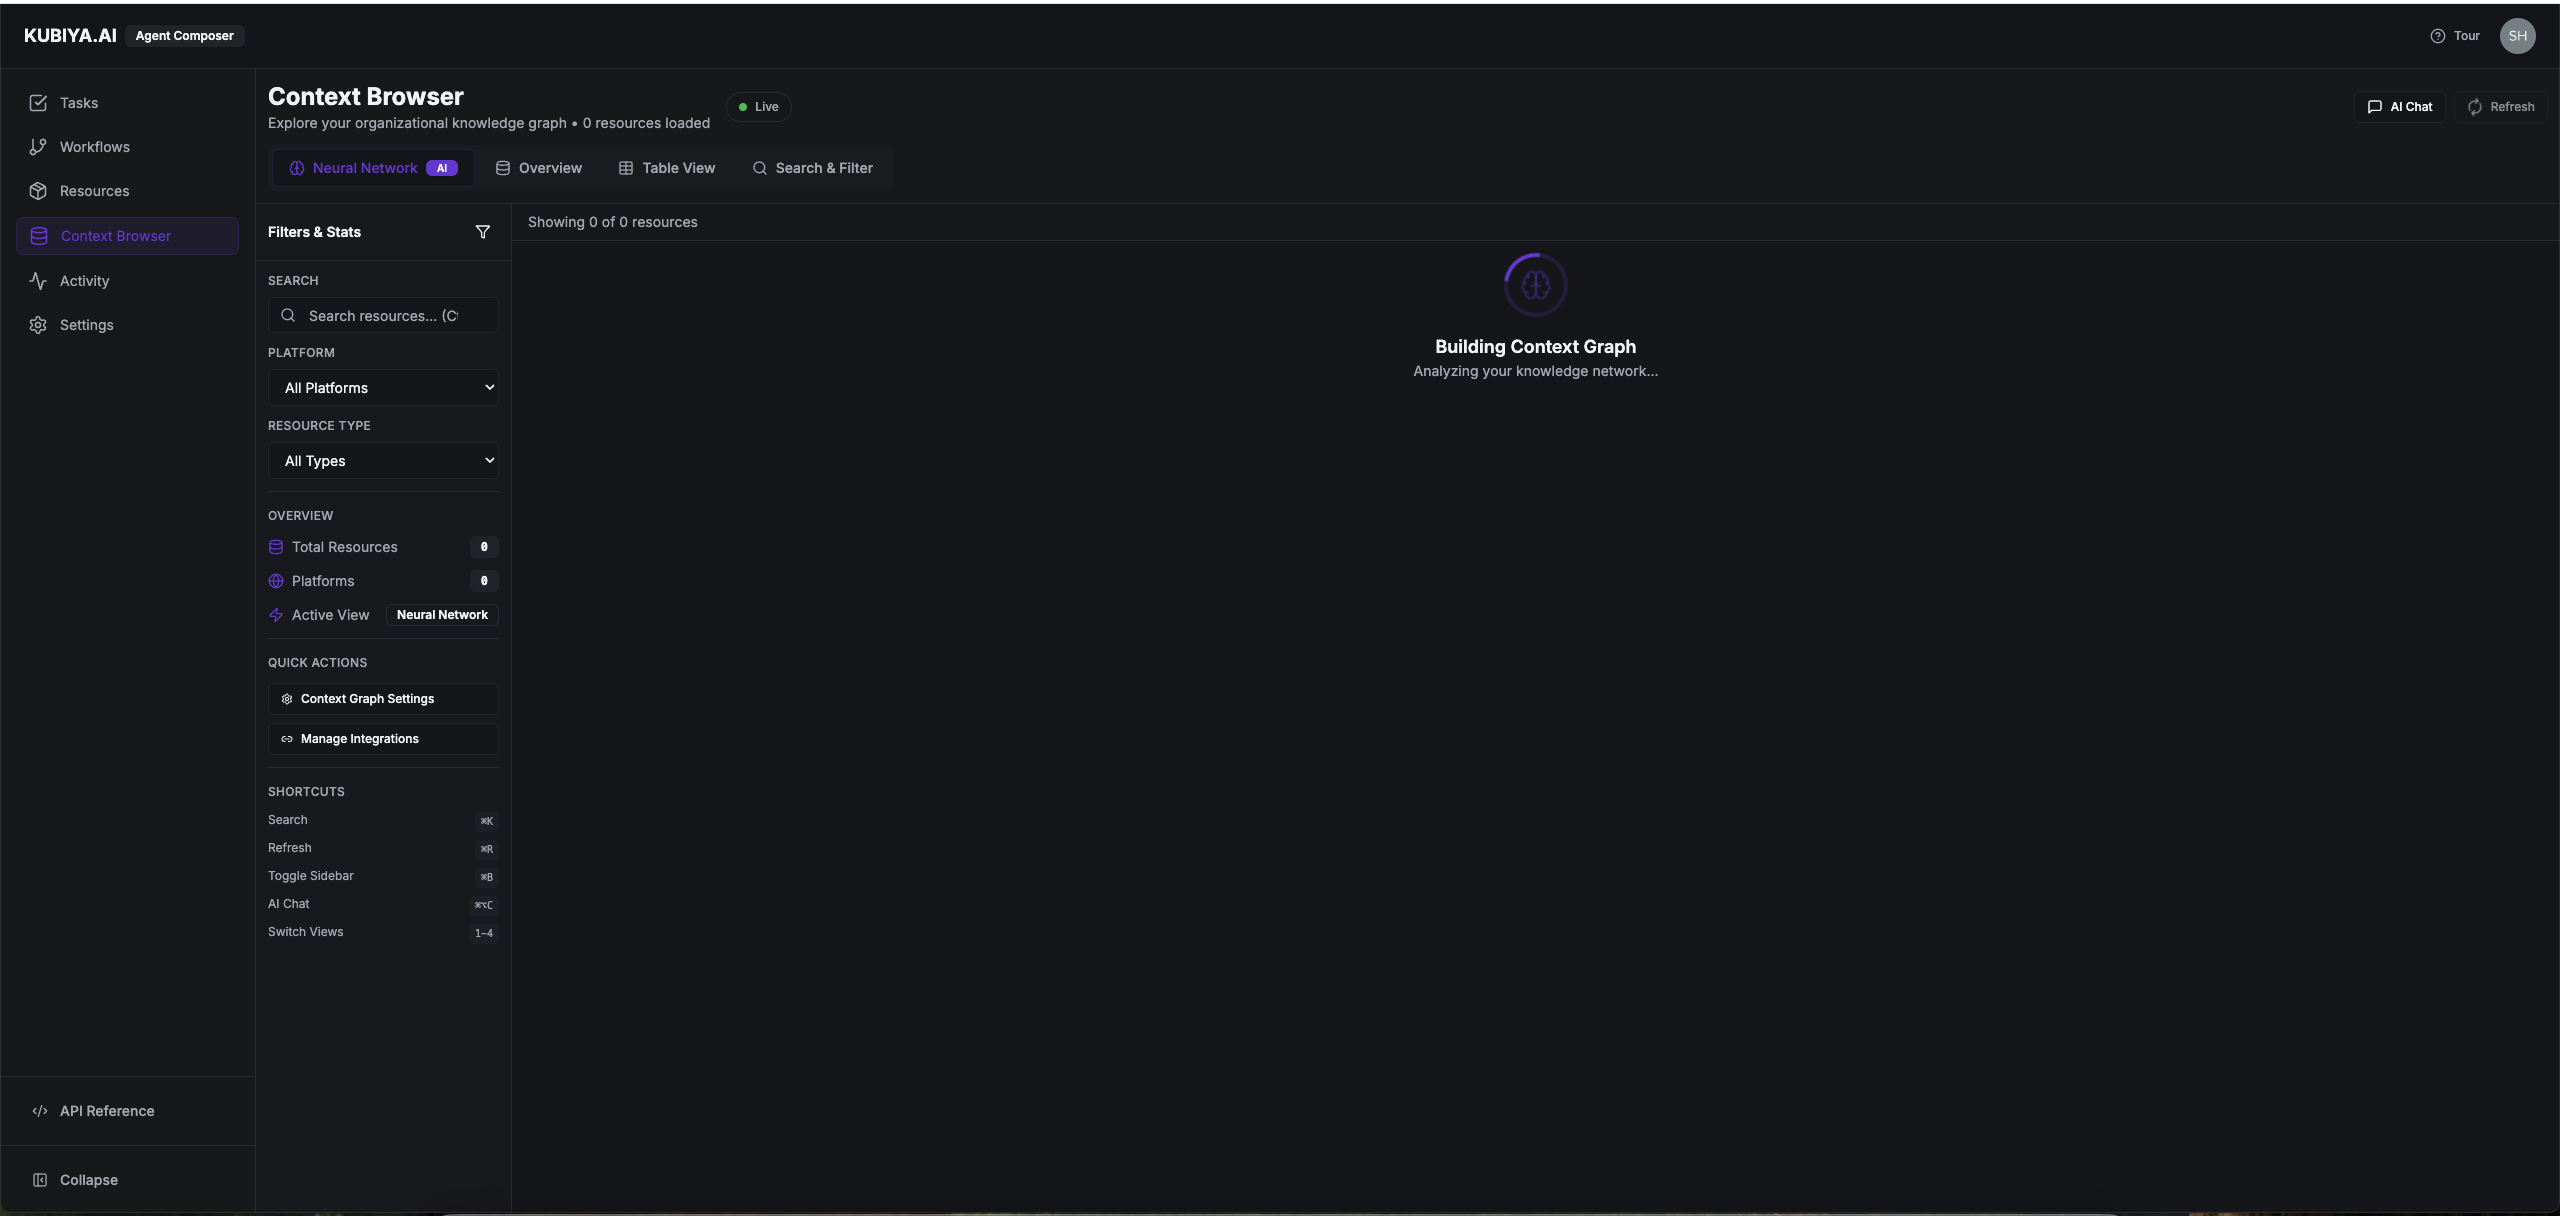 KUBIYA.AI
Agent Composer
Tour
SH
Tasks
Workflows
Resources
Context Browser
Activity
Settings
API Reference
Collapse
Context Browser
Explore your organizational knowledge graph • 0 resources loaded
Live
AI Chat
Refresh
Neural Network AI
Overview
Table View
Search & Filter
Filters & Stats
SEARCH
Search resources... (C
PLATFORM
All Platforms
RESOURCE TYPE
All Types
OVERVIEW
Total Resources 0
Platforms 0
Active View Neural Network
QUICK ACTIONS
Context Graph Settings
Manage Integrations
SHORTCUTS
Search ⌘K
Refresh ⌘R
Toggle Sidebar ⌘B
AI Chat ⌘⌥C
Switch Views 1–4
Showing 0 of 0 resources
Building Context Graph
Analyzing your knowledge network...